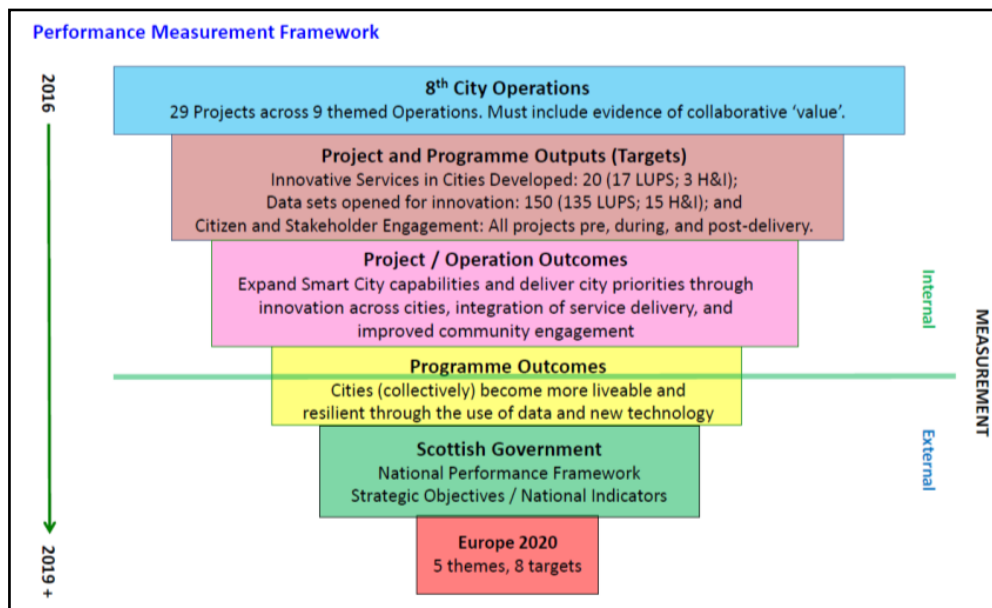 Performance Measurement Framework
2016
8th City Operations
29 Projects across 9 themed Operations. Must include evidence of collaborative ‘value’.
Project and Programme Outputs (Targets)
Innovative Services in Cities Developed: 20 (17 LUPS; 3 H&I);
Data sets opened for innovation: 150 (135 LUPS; 15 H&I); and
Citizen and Stakeholder Engagement: All projects pre, during, and post-delivery.
Project / Operation Outcomes
Expand Smart City capabilities and deliver city priorities through
innovation across cities, integration of service delivery, and
improved community engagement
Internal
MEASUREMENT
Programme Outcomes
Cities (collectively) become more liveable and
resilient through the use of data and new technology
External
Scottish Government
National Performance Framework
Strategic Objectives / National Indicators
2019 +
Europe 2020
5 themes, 8 targets